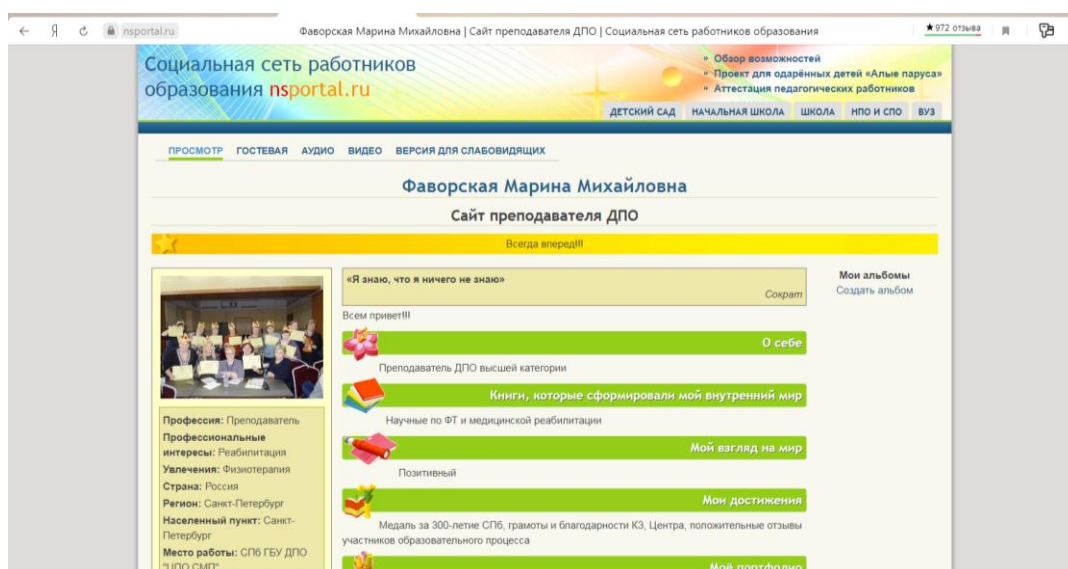 nsportal.ru
Фаворская Марина Михайловна | Сайт преподавателя ДПО | Социальная сеть работников образования
★972 отзыва
Социальная сеть работников
образования nsportal.ru
» Обзор возможностей
» Проект для одарённых детей «Алые паруса»
» Аттестация педагогических работников
ДЕТСКИЙ САД НАЧАЛЬНАЯ ШКОЛА ШКОЛА НПО И СПО ВУЗ
ПРОСМОТР ГОСТЕВАЯ АУДИО ВИДЕО ВЕРСИЯ ДЛЯ СЛАБОВИДЯЩИХ
Фаворская Марина Михайловна
Сайт преподавателя ДПО
Всегда вперед!!!
«Я знаю, что я ничего не знаю»
Сократ
Всем привет!!!
О себе
Преподаватель ДПО высшей категории
Книги, которые сформировали мой внутренний мир
Научные по ФТ и медицинской реабилитации
Мой взгляд на мир
Позитивный
Мои достижения
Медаль за 300-летие СПб, грамоты и благодарности КЗ, Центра, положительные отзывы
участников образовательного процесса
Моё портфолио
Мои альбомы
Создать альбом
Профессия: Преподаватель
Профессиональные
интересы: Реабилитация
Увлечения: Физиотерапия
Страна: Россия
Регион: Санкт-Петербург
Населенный пункт: Санкт-
Петербург
Место работы: СПб ГБУ ДПО
"ЦПО СМП"